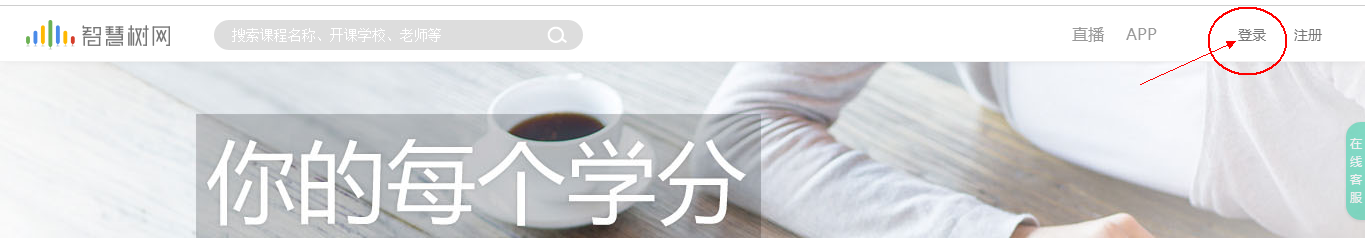 智慧树网
搜索课程名称、开课学校、老师等
直播 APP 登录 注册
你的每个学分
在线客服